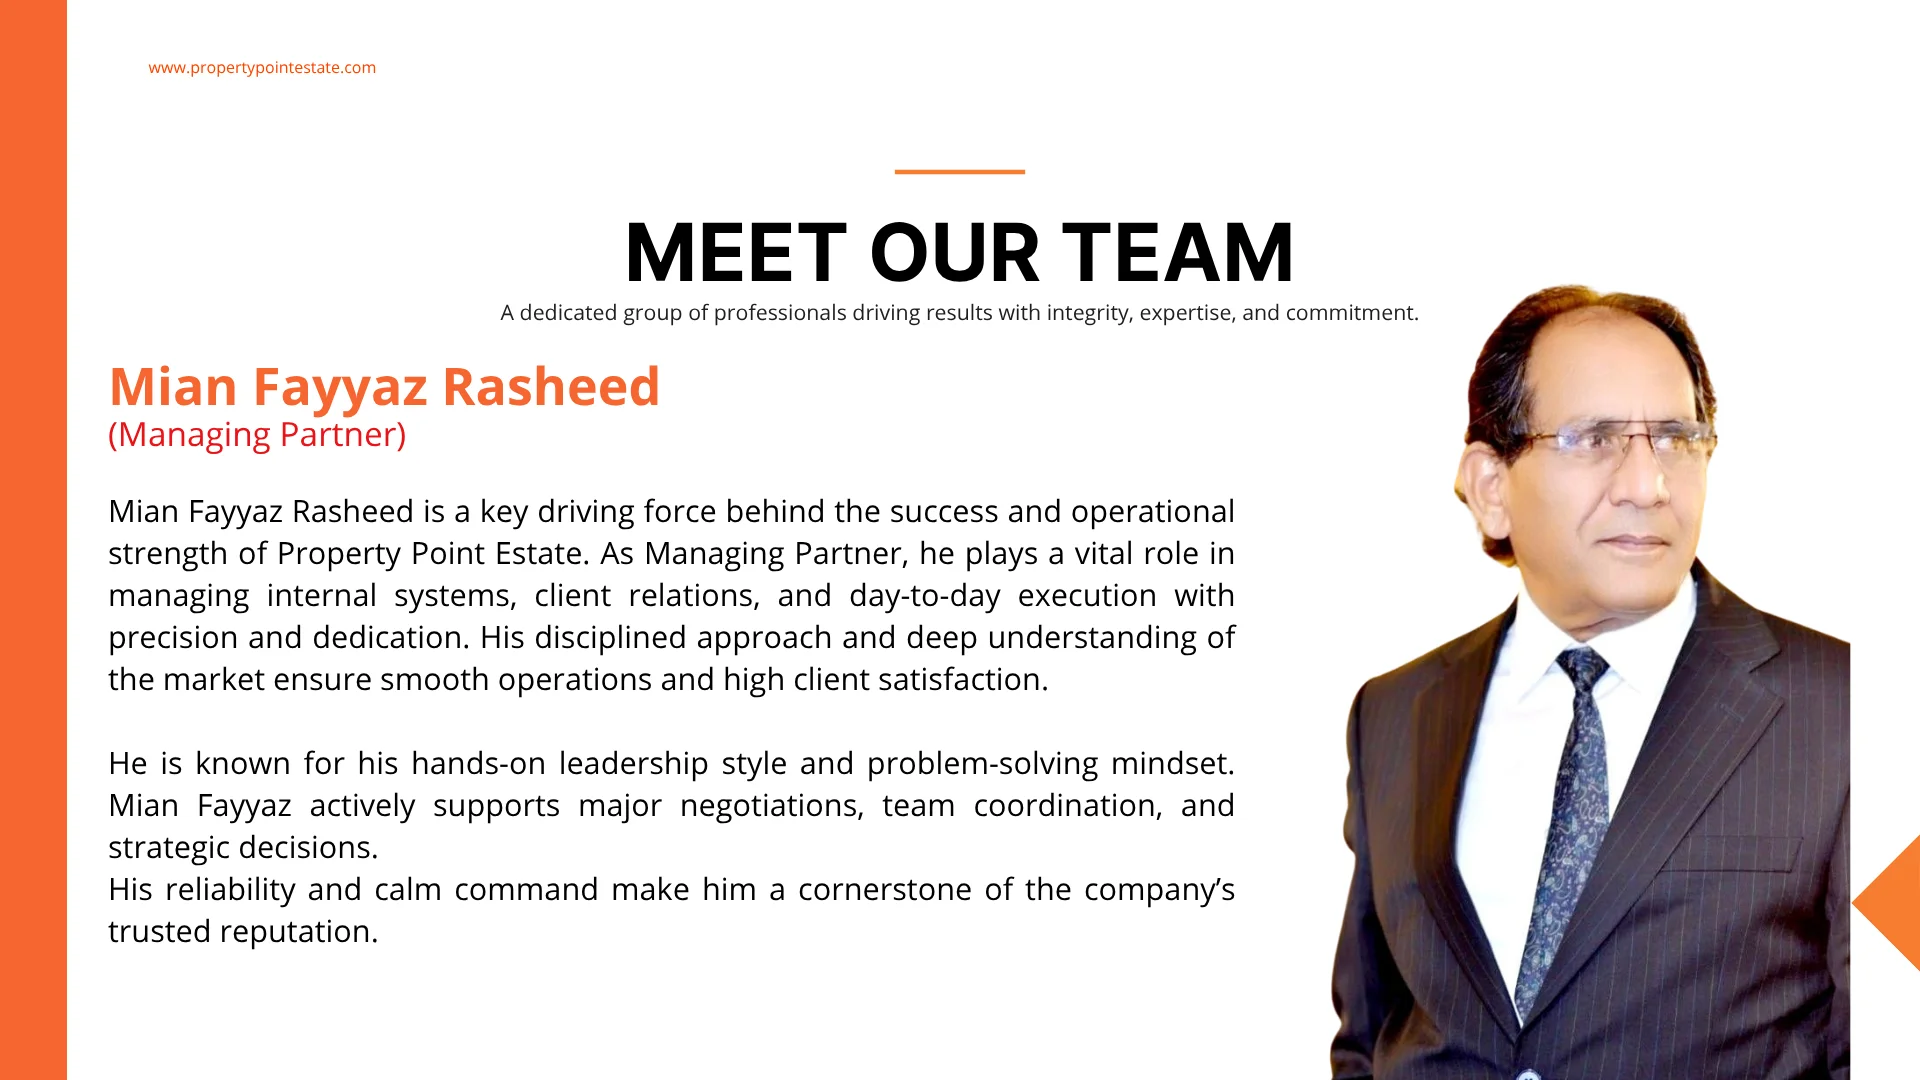 www.propertypointestate.com
MEET OUR TEAM
A dedicated group of professionals driving results with integrity, expertise, and commitment.
Mian Fayyaz Rasheed
(Managing Partner)
Mian Fayyaz Rasheed is a key driving force behind the success and operational
strength of Property Point Estate. As Managing Partner, he plays a vital role in
managing internal systems, client relations, and day-to-day execution with
precision and dedication. His disciplined approach and deep understanding of
the market ensure smooth operations and high client satisfaction.
He is known for his hands-on leadership style and problem-solving mindset.
Mian Fayyaz actively supports major negotiations, team coordination, and
strategic decisions.
His reliability and calm command make him a cornerstone of the company’s
trusted reputation.